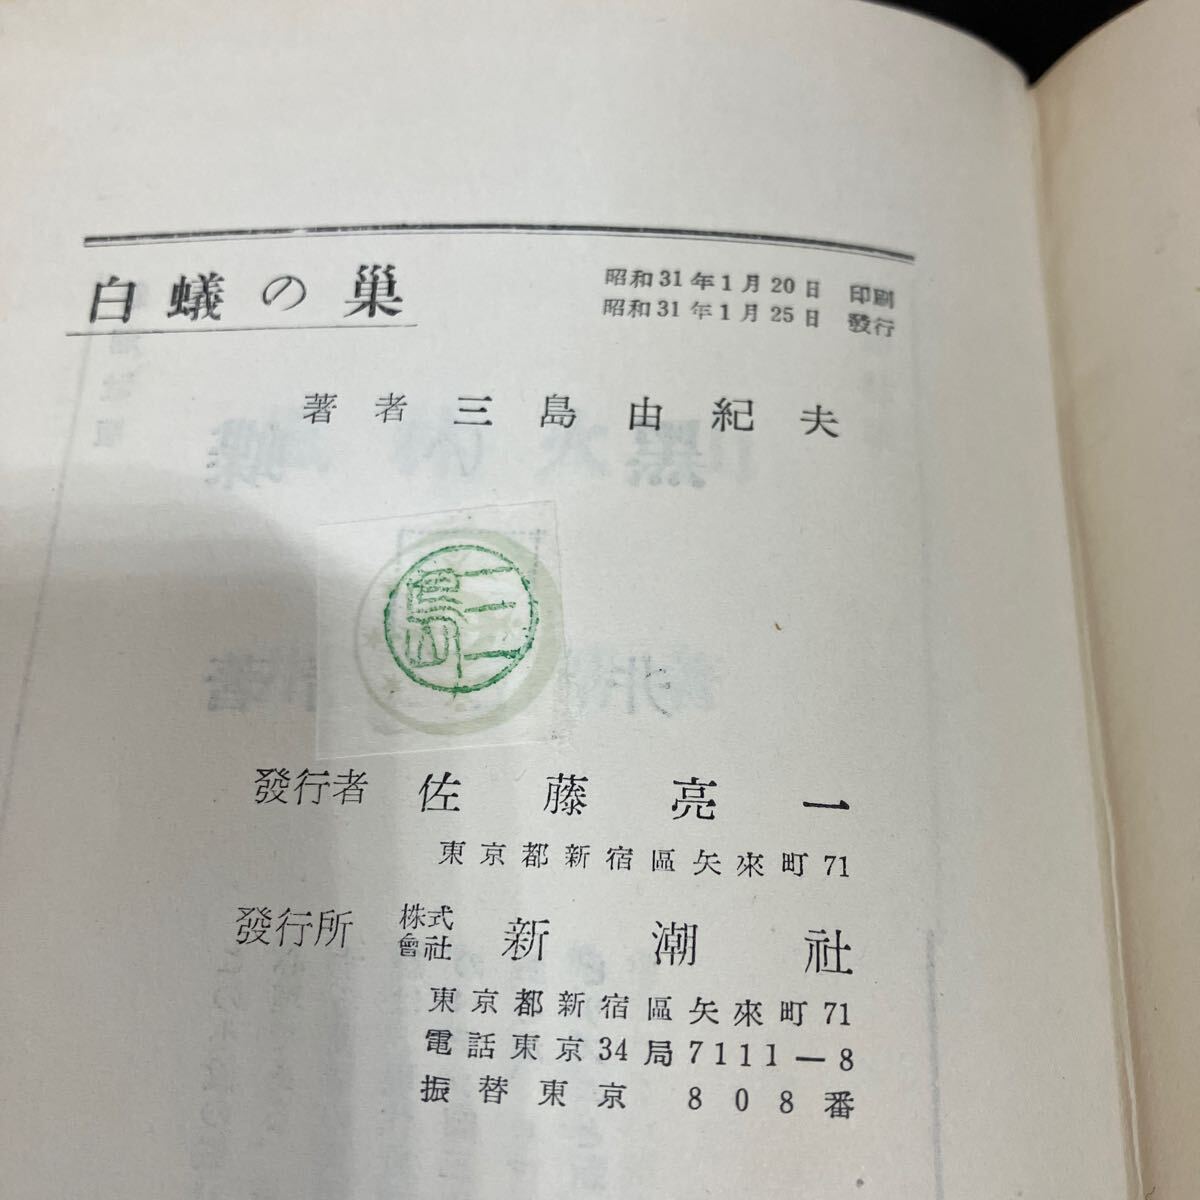 白蟻の巢
昭和31年1月20日 印刷
昭和31年1月25日 發行
著者 三島由紀夫
三島
發行者 佐藤亮一
東京都新宿區矢來町71
發行所 株式會社 新潮社
東京都新宿區矢來町71
電話東京34局7111―8
振替東京 808番